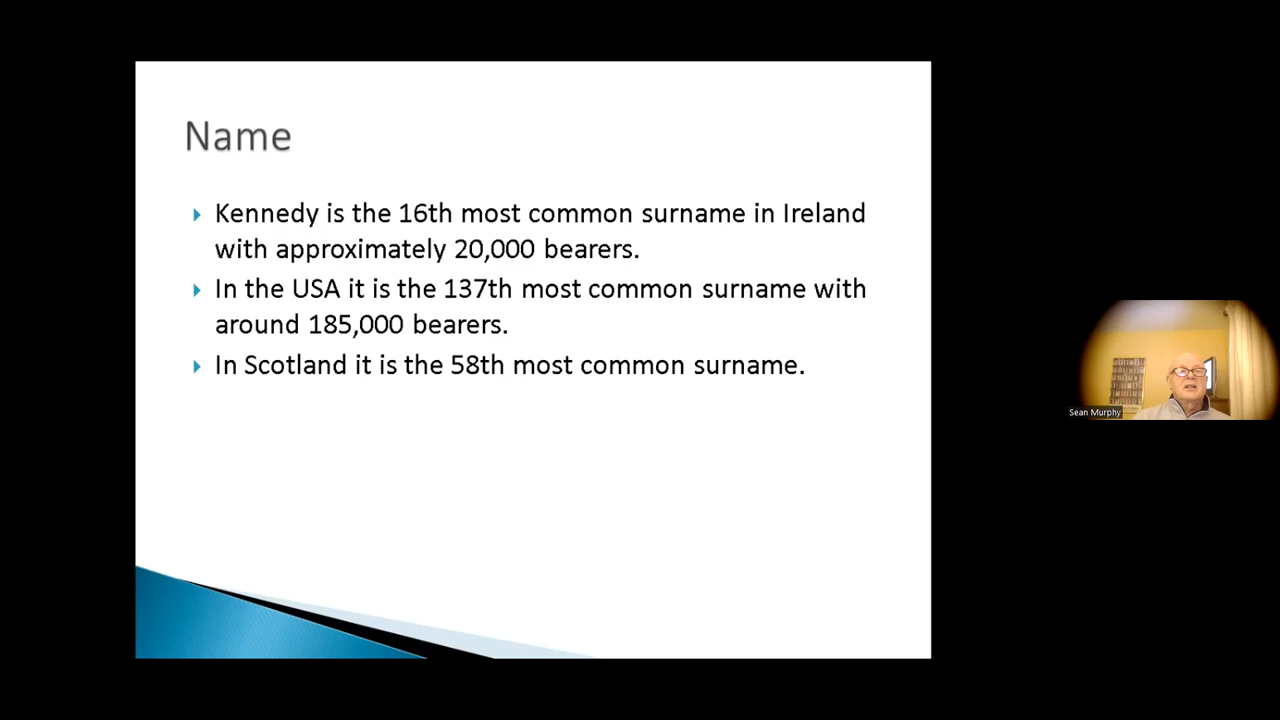 Name
Kennedy is the 16th most common surname in Ireland
with approximately 20,000 bearers.
In the USA it is the 137th most common surname with
around 185,000 bearers.
In Scotland it is the 58th most common surname.
Sean Murphy